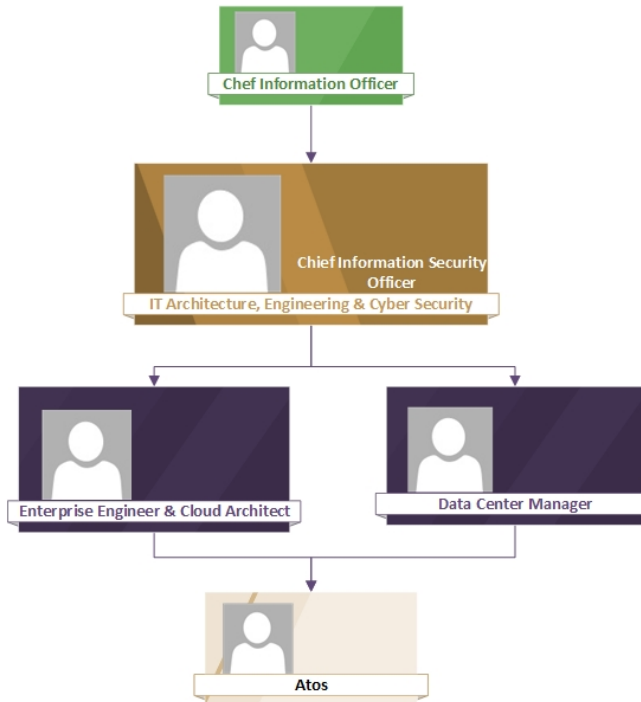 Chef Information Officer
Chief Information Security
Officer
IT Architecture, Engineering & Cyber Security
Enterprise Engineer & Cloud Architect
Data Center Manager
Atos